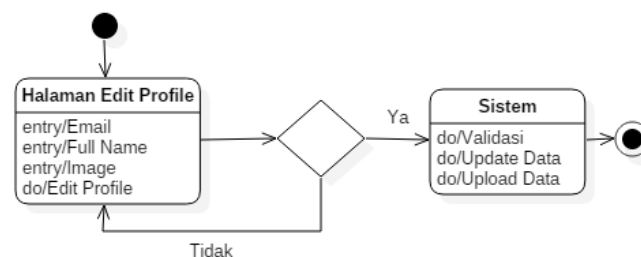 Halaman Edit Profile
entry/Email
entry/Full Name
entry/Image
do/Edit Profile
Ya
Sistem
do/Validasi
do/Update Data
do/Upload Data
Tidak